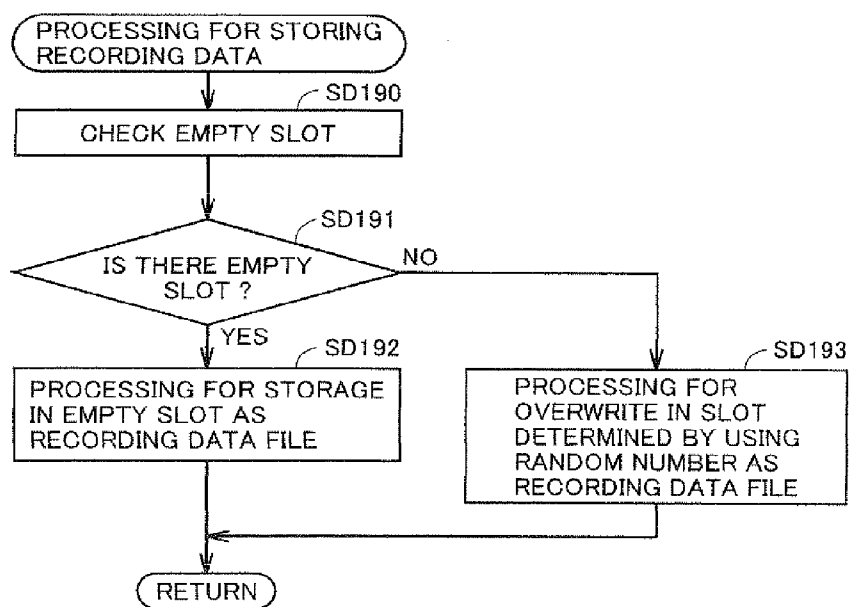 PROCESSING FOR STORING
RECORDING DATA
SD190
CHECK EMPTY SLOT
SD191
IS THERE EMPTY
SLOT ?
NO
YES
SD192
PROCESSING FOR STORAGE
IN EMPTY SLOT AS
RECORDING DATA FILE
SD193
PROCESSING FOR
OVERWRITE IN SLOT
DETERMINED BY USING
RANDOM NUMBER AS
RECORDING DATA FILE
RETURN